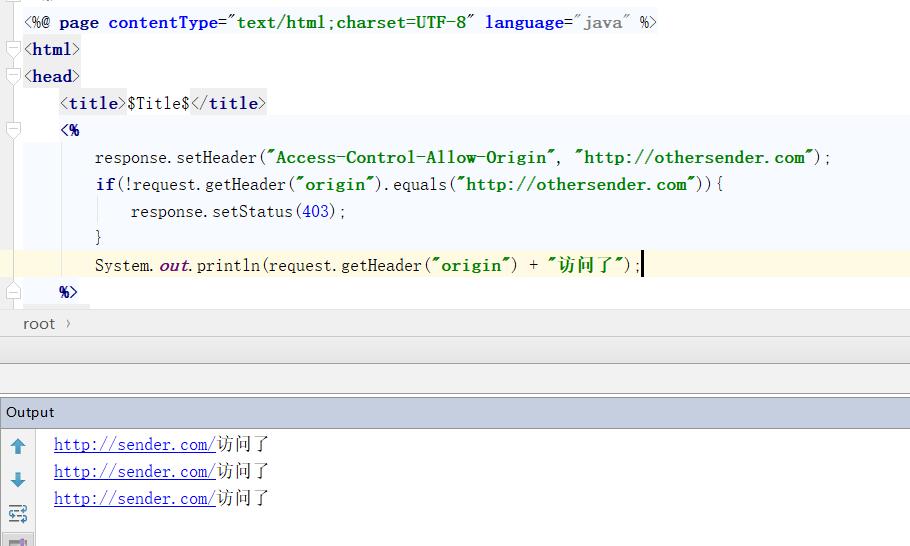 <%@ page contentType="text/html;charset=UTF-8" language="java" %>
<html>
<head>
<title>$Title$</title>
<%
response.setHeader("Access-Control-Allow-Origin", "http://othersender.com");
if(!request.getHeader("origin").equals("http://othersender.com")){
response.setStatus(403);
}
System.out.println(request.getHeader("origin") + "访问了");
%>
root
Output
http://sender.com/访问了
http://sender.com/访问了
http://sender.com/访问了